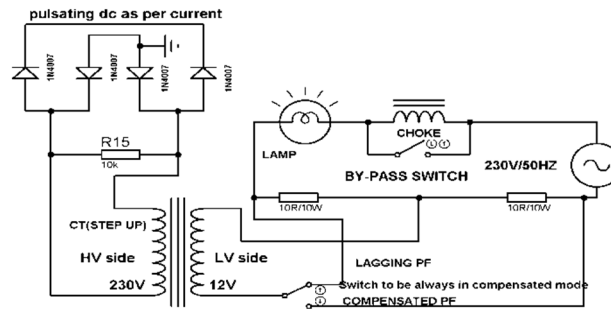 pulsating dc as per current
1N4007
1N4007
1N4007
1N4007
R15
10k
LAMP
CHOKE
BY-PASS SWITCH
230V/50HZ
10R/10W
10R/10W
CT(STEP UP)
HV side
LV side
230V
12V
LAGGING PF
Switch to be always in compensated mode
COMPENSATED PF